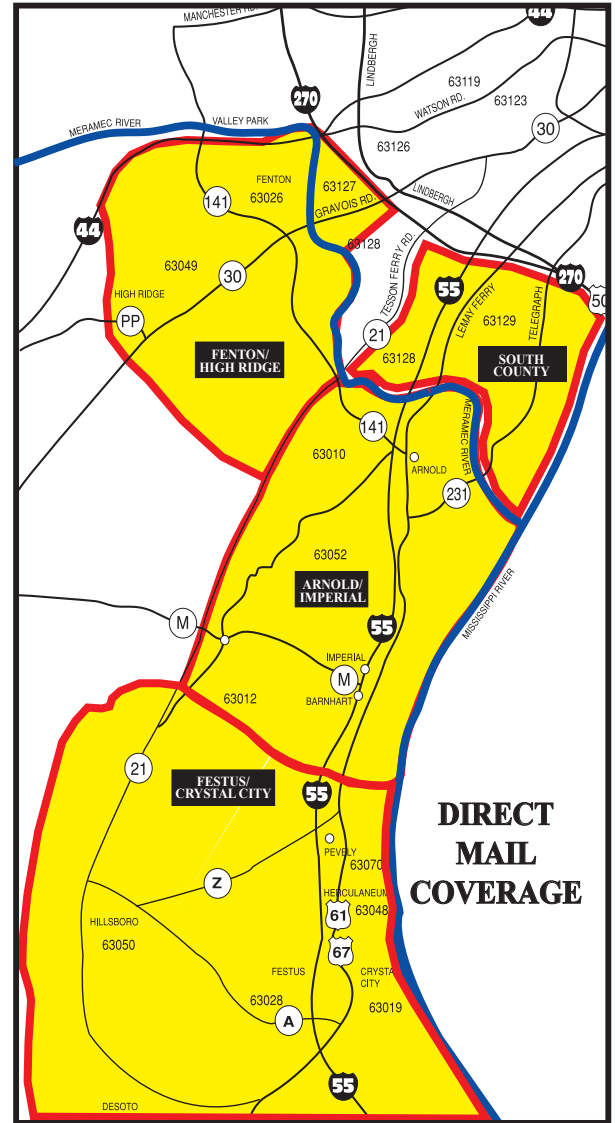 MANCHESTER RD.
44
LINDBERGH
270
63119
WATSON RD.
63123
MERAMEC RIVER
VALLEY PARK
30
63126
FENTON
63127
LINDBERGH
141
63026
GRAVOIS RD.
44
63128
TESSON FERRY RD.
63049
30
270
55
HIGH RIDGE
LEMAY FERRY
TELEGRAPH
50
PP
63129
21
FENTON/
HIGH RIDGE
63128
SOUTH
COUNTY
MERAMEC RIVER
141
63010
ARNOLD
231
63052
ARNOLD/
IMPERIAL
MISSISSIPPI RIVER
M
55
IMPERIAL
M
63012
BARNHART
21
FESTUS/
CRYSTAL CITY
55
DIRECT
MAIL
COVERAGE
PEVELY
63070
Z
HERCULANEUM
61
63048
HILLSBORO
63050
67
FESTUS
CRYSTAL
CITY
63028
63019
A
55
DESOTO